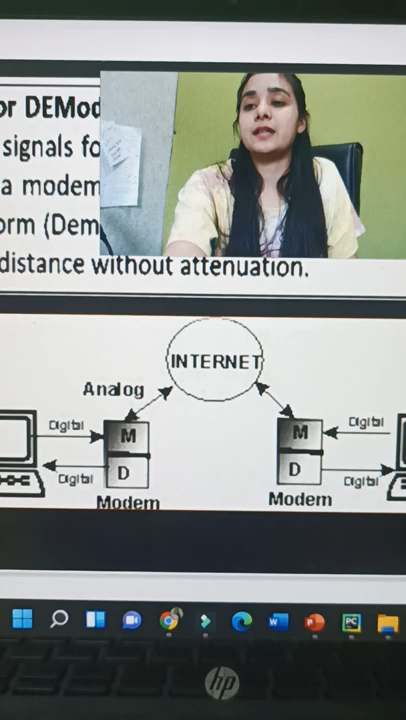 or DEMod
signals fo
a modem
orm (Dem
distance without attenuation.
INTERNET
Analog
Digital
Digital
M
M
Digital
Digital
D
D
Modem
Modem
hp